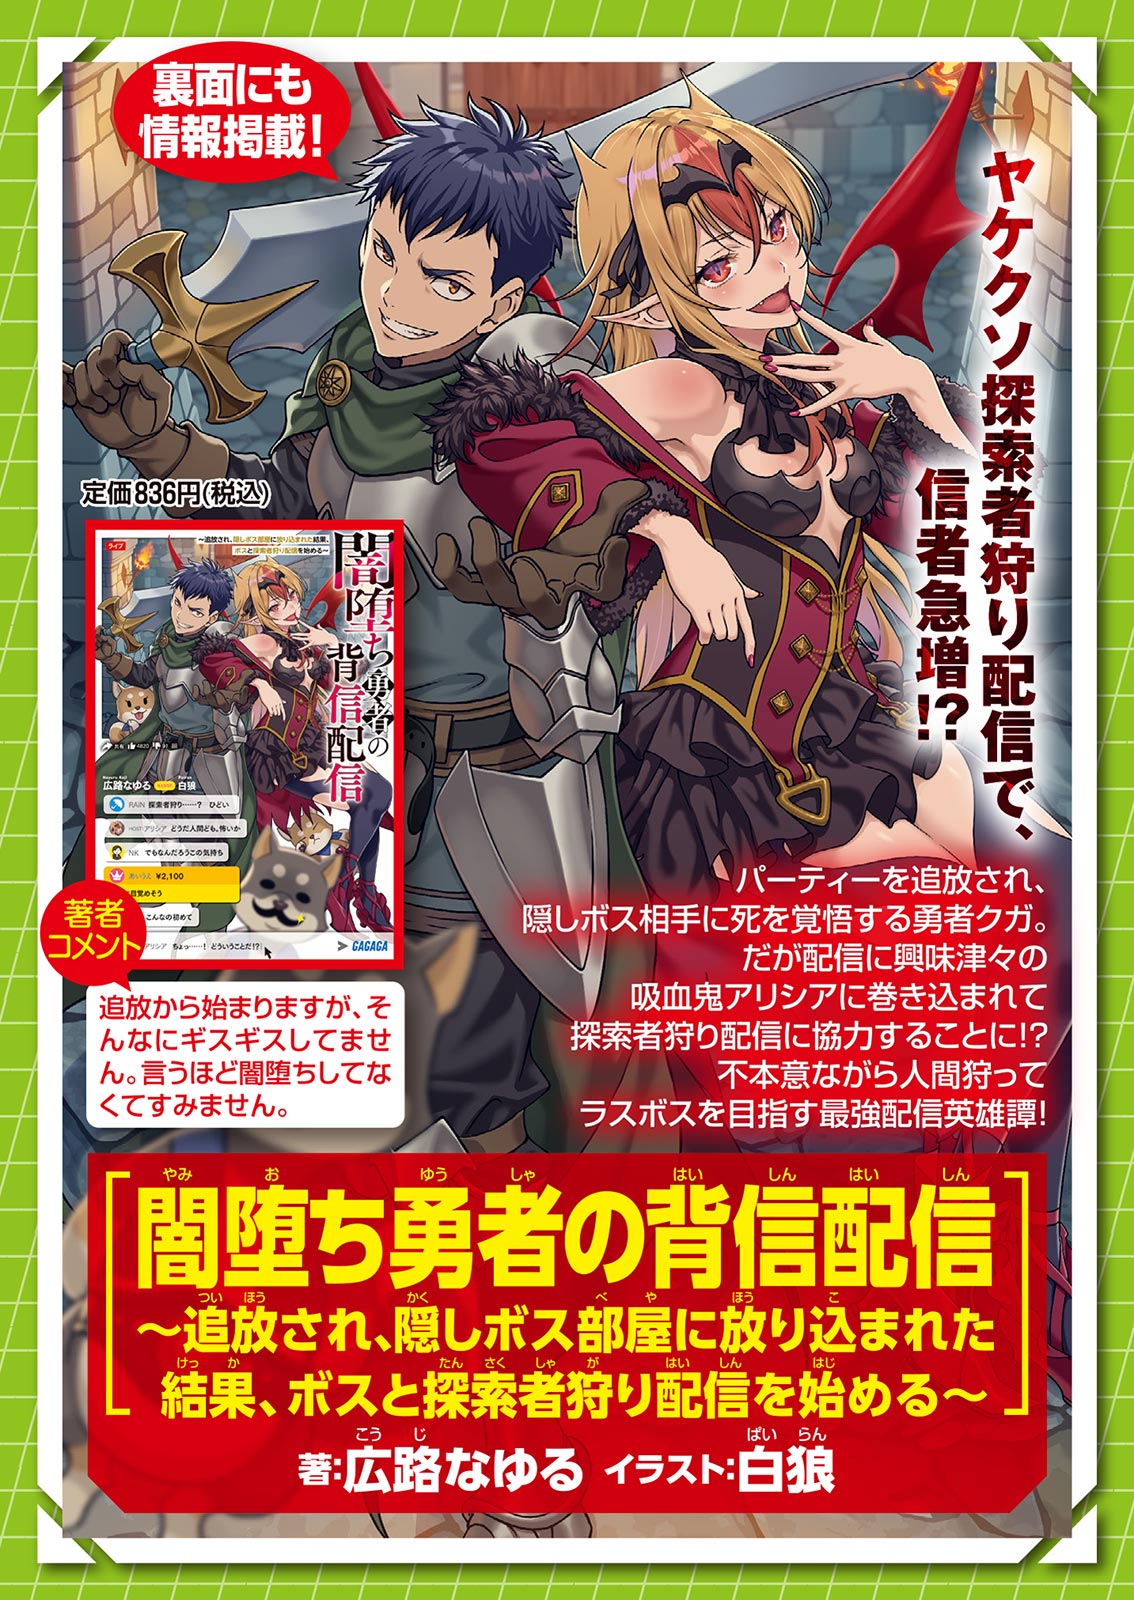 裏面にも
情報掲載!
ヤケクソ探索者狩り配信で、
信者急増!?
定価836円(税込)
ライブ
～追放され、隠しボス部屋に放り込まれた結果、
ボスと探索者狩り配信を始める～
闇堕ち勇者の
背信配信
共有 4820
広路なゆる
白狼
RAIN 探索者狩り……? ひどい
HOST:アリシア どうだ人間ども。怖いか
NK でもなんだろうこの気持ち
あいうえ ¥2,100
目覚めそう
こんなの初めて
アリシア ちょっ……! どういうことだ!?
GAGAGA
著者
コメント
追放から始まりますが、そ
んなにギスギスしてませ
ん。言うほど闇堕ちしてな
くてすみません。
パーティーを追放され、
隠しボス相手に死を覚悟する勇者クガ。
だが配信に興味津々の
吸血鬼アリシアに巻き込まれて
探索者狩り配信に協力することに!?
不本意ながら人間狩って
ラスボスを目指す最強配信英雄譚!
やみ お ゆう しゃ はい しん はい しん
闇堕ち勇者の背信配信
つい ほう かく べ や ほう こ
～追放され、隠しボス部屋に放り込まれた
けっ か たん さく しゃ が はい しん はじ
結果、ボスと探索者狩り配信を始める～
こう じ ばい らん
著:広路なゆる イラスト:白狼